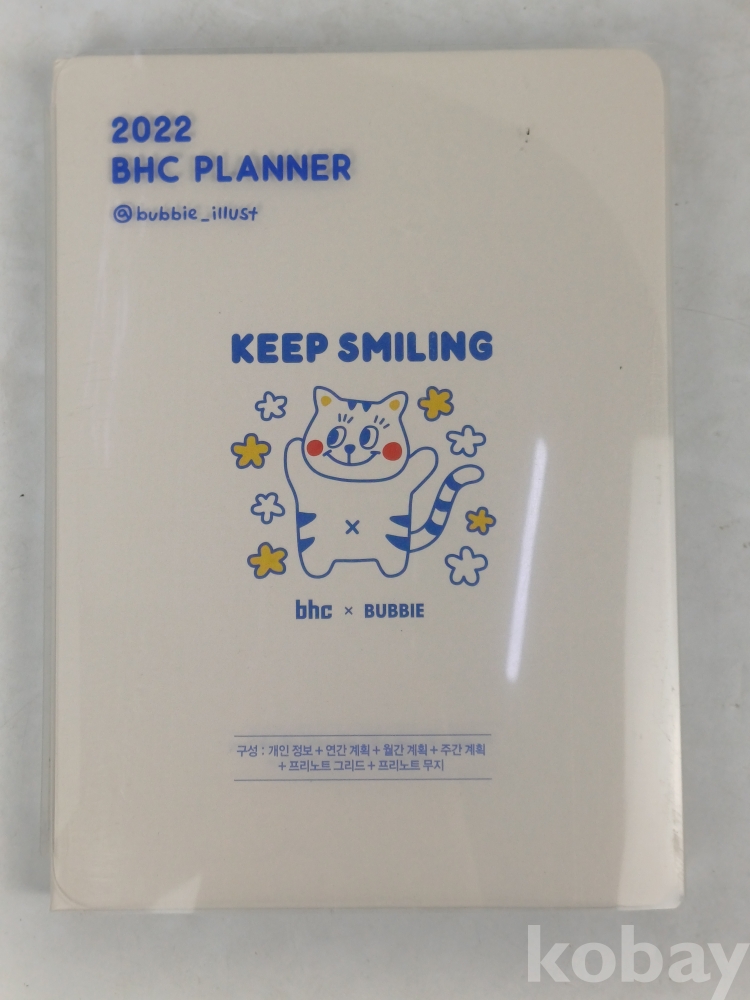 2022
BHC PLANNER
@bubbie_illust
KEEP SMILING
bhc × BUBBIE
구성 : 개인 정보 + 연간 계획 + 월간 계획 + 주간 계획
+ 프리노트 그리드 + 프리노트 무지
kobay